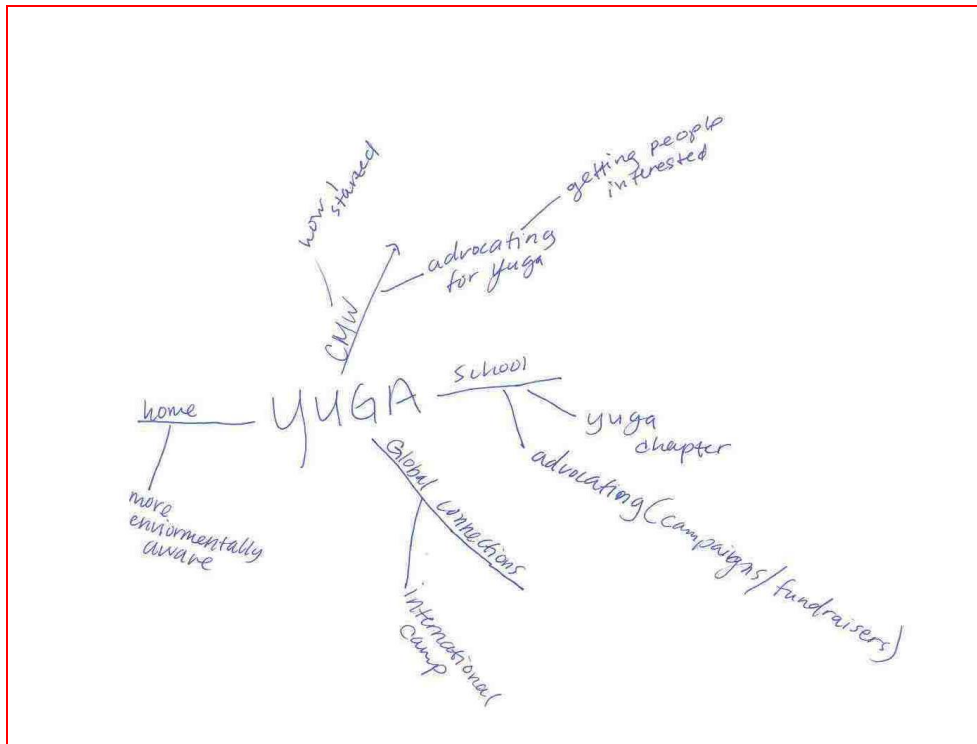 how I
started
getting people
interested
advocating
for yuga
CMW
school
home
YUGA
yuga
chapter
Global connections
advocating (campaigns/fundraisers)
more
enviormentally
aware
international
camp